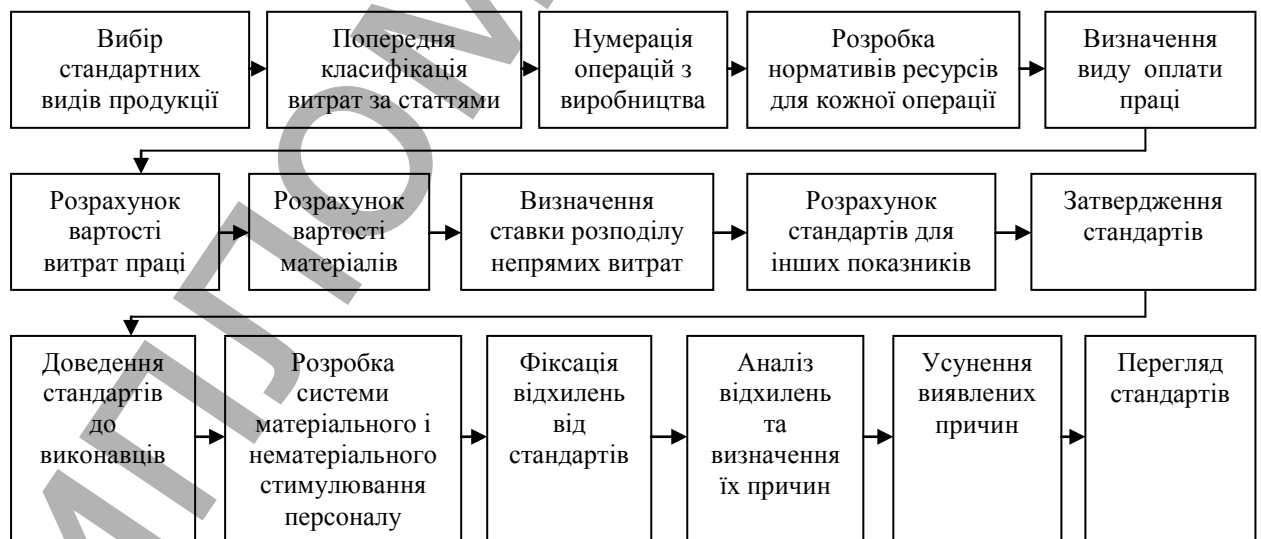 Вибір
стандартних
видів продукції
Попередня
класифікація
витрат за статтями
Нумерація
операцій з
виробництва
Розробка
нормативів ресурсів
для кожної операції
Визначення
виду оплати
праці
Розрахунок
вартості
витрат праці
Розрахунок
вартості
матеріалів
Визначення
ставки розподілу
непрямих витрат
Розрахунок
стандартів для
інших показників
Затвердження
стандартів
Доведення
стандартів
до
виконавців
Розробка
системи
матеріального і
нематеріального
стимулювання
персоналу
Фіксація
відхилень
від
стандартів
Аналіз
відхилень
та
визначення
їх причин
Усунення
виявлених
причин
Перегляд
стандартів